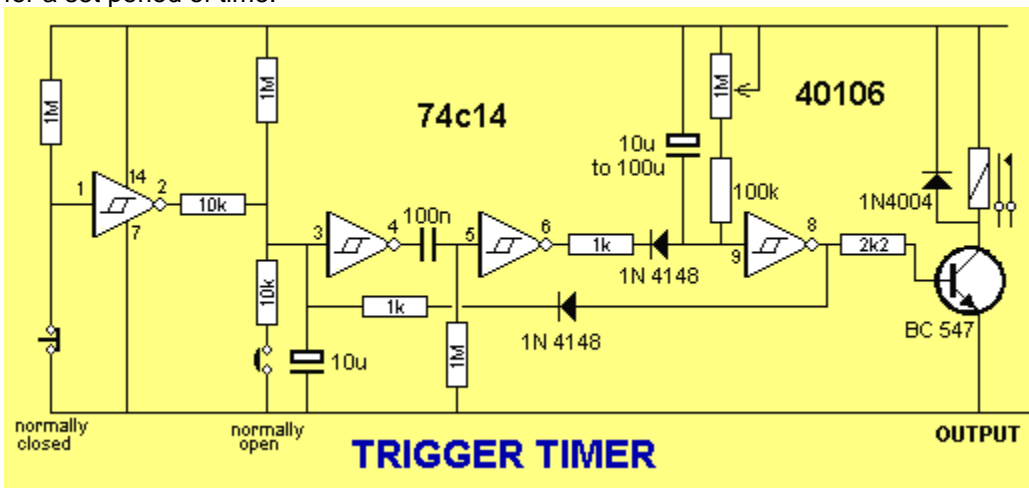 for a set period of time.
1M
1
14
2
7
10k
1M
10k
74c14
3
4
100n
5
6
1k
1N 4148
10u
to 100u
1M
100k
40106
9
8
2k2
1N4004
BC 547
1k
1N 4148
10u
1M
normally
closed
normally
open
TRIGGER TIMER
OUTPUT